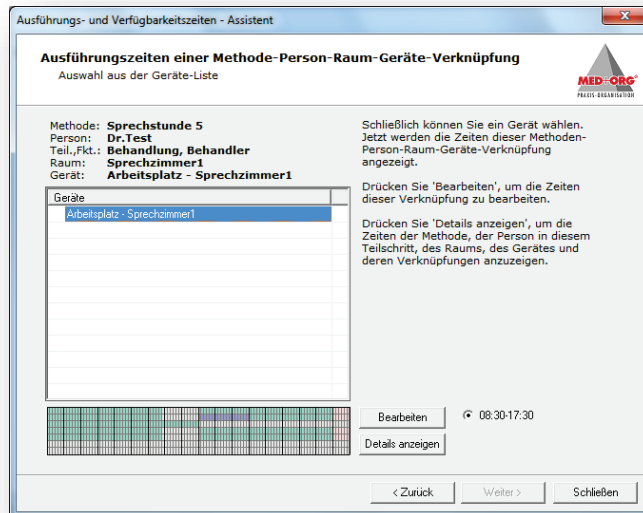 Ausführungs- und Verfügbarkeitszeiten - Assistent
x
Ausführungszeiten einer Methode-Person-Raum-Geräte-Verknüpfung
Auswahl aus der Geräte-Liste
MED+ORG®
PRAXIS-ORGANISATION
Methode: Sprechstunde 5
Person: Dr.Test
Teil.,Fkt.: Behandlung, Behandler
Raum: Sprechzimmer1
Gerät: Arbeitsplatz - Sprechzimmer1
Geräte
Arbeitsplatz - Sprechzimmer1
Schließlich können Sie ein Gerät wählen.
Jetzt werden die Zeiten dieser Methoden-
Person-Raum-Geräte-Verknüpfung
angezeigt.
Drücken Sie 'Bearbeiten', um die Zeiten
dieser Verknüpfung zu bearbeiten.
Drücken Sie 'Details anzeigen', um die
Zeiten der Methode, der Person in diesem
Teilschritt, des Raums, des Gerätes und
deren Verknüpfungen anzuzeigen.
Bearbeiten
08:30-17:30
Details anzeigen
< Zurück
Weiter >
Schließen